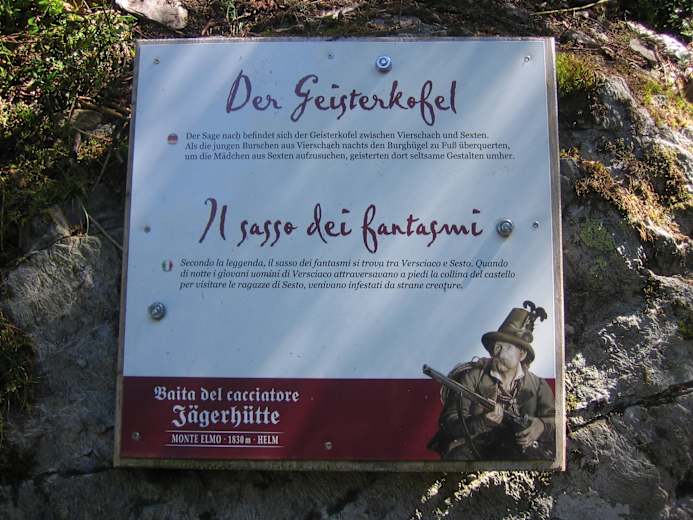 Der Geisterkofel
Der Sage nach befindet sich der Geisterkofel zwischen Vierschach und Sexten.
Als die jungen Burschen aus Vierschach nachts den Burghügel zu Fuß überquerten,
um die Mädchen aus Sexten aufzusuchen, geisterten dort seltsame Gestalten umher.
Il sasso dei fantasmi
Secondo la leggenda, il sasso dei fantasmi si trova tra Versciaco e Sesto. Quando
di notte i giovani uomini di Versciaco attraversavano a piedi la collina del castello
per visitare le ragazze di Sesto, venivano infestati da strane creature.
Baita del cacciatore
Jägerhütte
MONTE ELMO · 1830 m · HELM